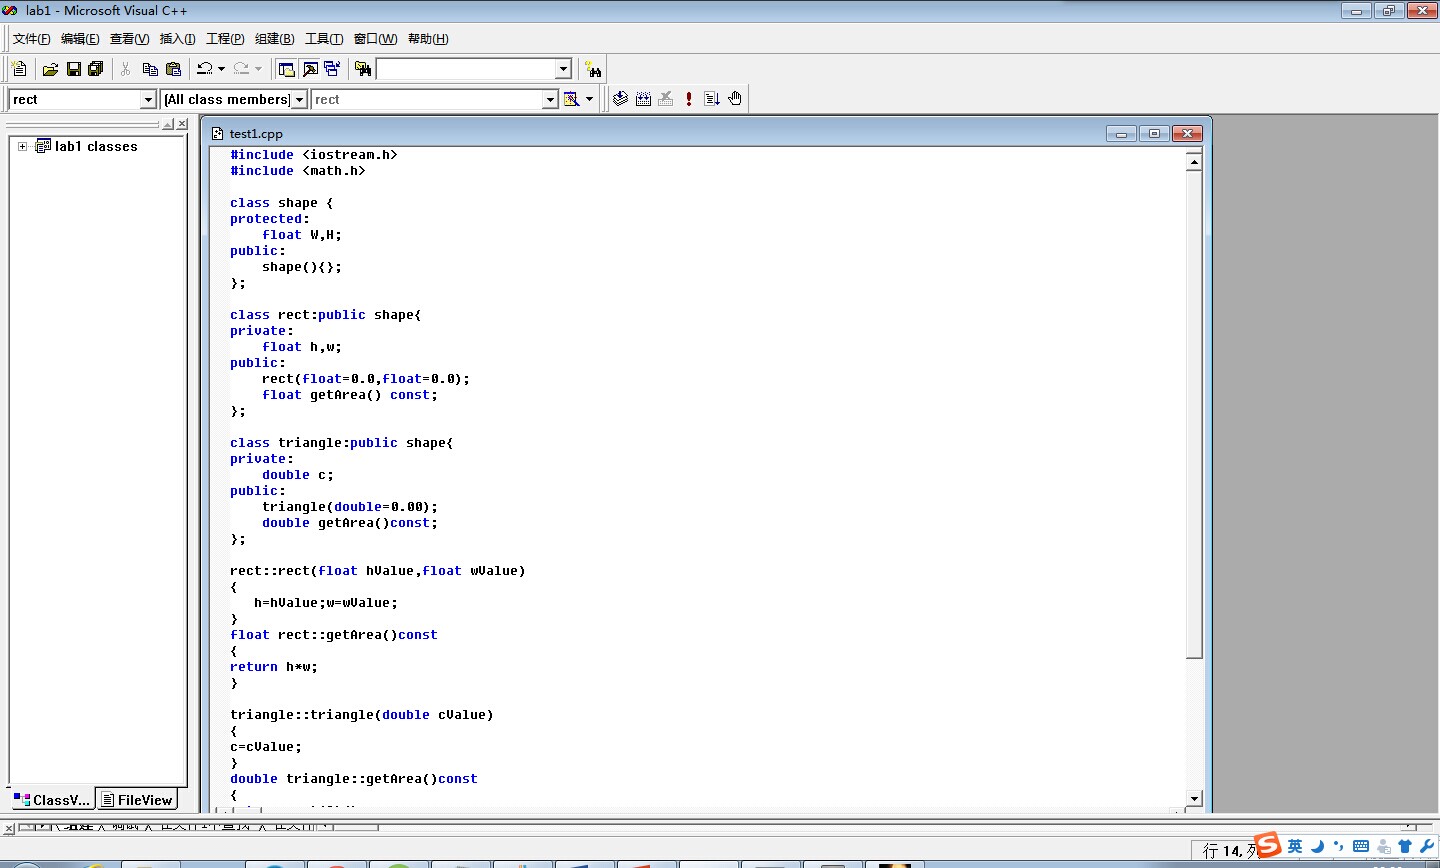 lab1 - Microsoft Visual C++
文件(F) 编辑(E) 查看(V) 插入(I) 工程(P) 组建(B) 工具(T) 窗口(W) 帮助(H)
rect [All class members] rect
lab1 classes
test1.cpp
#include <iostream.h>
#include <math.h>
class shape {
protected:
float W,H;
public:
shape(){};
};
class rect:public shape{
private:
float h,w;
public:
rect(float=0.0,float=0.0);
float getArea() const;
};
class triangle:public shape{
private:
double c;
public:
triangle(double=0.00);
double getArea()const;
};
rect::rect(float hValue,float wValue)
{
h=hValue;w=wValue;
}
float rect::getArea()const
{
return h*w;
}
triangle::triangle(double cValue)
{
c=cValue;
}
double triangle::getArea()const
{
ClassV... FileView
行 14, 列
S 英